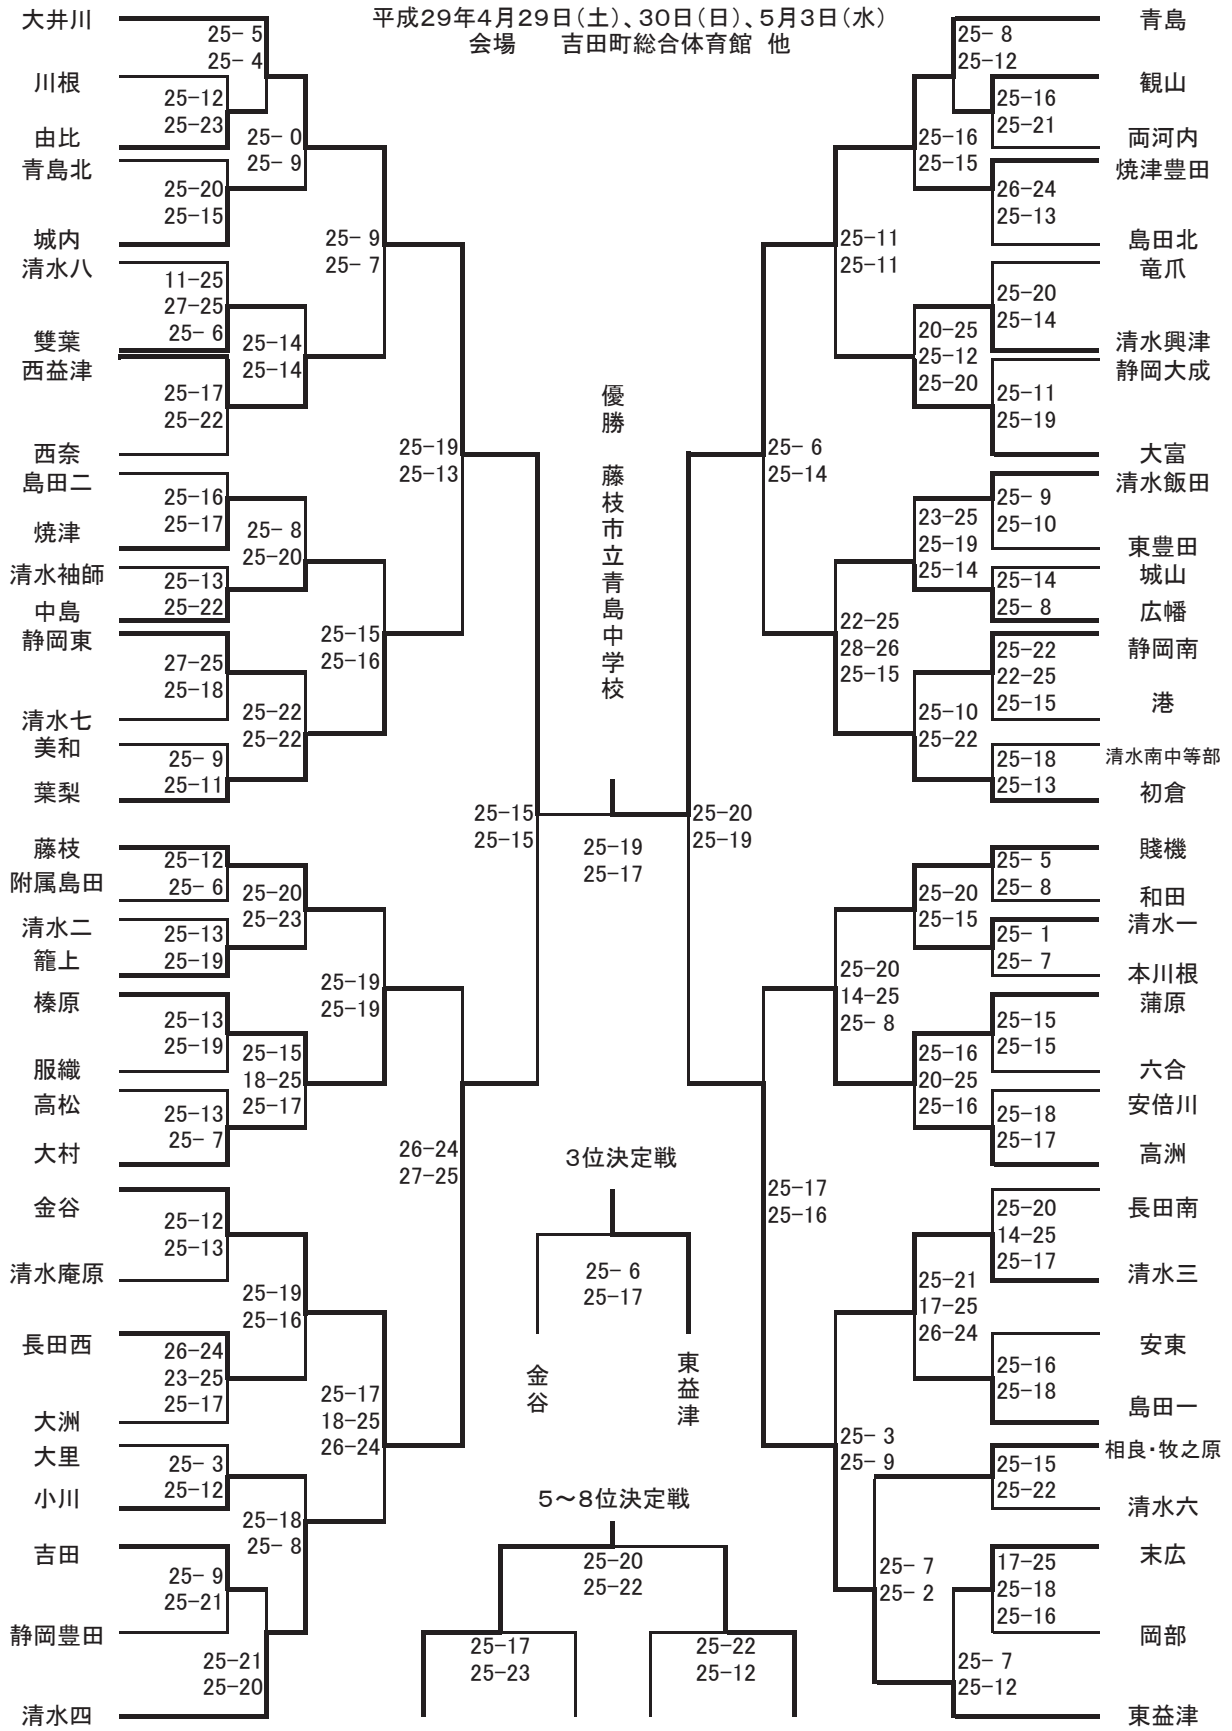 平成29年4月29日(土)、30日(日)、5月3日(水)
会場 吉田町総合体育館 他
大井川
川根
由比
青島北
城内
清水八
雙葉
西益津
西奈
島田二
焼津
清水袖師
中島
静岡東
清水七
美和
葉梨
藤枝
附属島田
清水二
籠上
榛原
服織
高松
大村
金谷
清水庵原
長田西
大洲
大里
小川
吉田
静岡豊田
清水四
25- 5
25- 4
25-12
25-23
25-20
25-15
11-25
27-25
25- 6
25-17
25-22
25-16
25-17
25-13
25-22
27-25
25-18
25- 9
25-11
25-12
25- 6
25-13
25-19
25-13
25-19
25-13
25- 7
25-12
25-13
26-24
23-25
25-17
25- 3
25-12
25- 9
25-21
25-21
25-20
25- 0
25- 9
25-14
25-14
25- 8
25-20
25-22
25-22
25-20
25-23
25-15
18-25
25-17
25-19
25-16
25-18
25- 8
25- 9
25- 7
25-15
25-16
25-19
25-19
25-17
18-25
26-24
25-19
25-13
26-24
27-25
25-15
25-15
優勝 藤枝市立青島中学校
25-19
25-17
3位決定戦
25- 6
25-17
金谷
東益津
5~8位決定戦
25-20
25-22
25-17
25-23
25-22
25-12
25-20
25-19
25- 6
25-14
25-17
25-16
25-11
25-11
22-25
28-26
25-15
25-20
14-25
25- 8
25- 3
25- 9
25-16
25-15
20-25
25-12
25-20
23-25
25-19
25-14
25-10
25-22
25-20
25-15
25-16
20-25
25-16
25-21
17-25
26-24
25- 7
25- 2
25- 8
25-12
25-16
25-21
26-24
25-13
25-20
25-14
25-11
25-19
25- 9
25-10
25-14
25- 8
25-22
22-25
25-15
25-18
25-13
25- 5
25- 8
25- 1
25- 7
25-15
25-15
25-18
25-17
25-20
14-25
25-17
25-16
25-18
25-15
25-22
17-25
25-18
25-16
25- 7
25-12
青島
観山
両河内
焼津豊田
島田北
竜爪
清水興津
静岡大成
大富
清水飯田
東豊田
城山
広幡
静岡南
港
清水南中等部
初倉
賤機
和田
清水一
本川根
蒲原
六合
安倍川
高洲
長田南
清水三
安東
島田一
相良・牧之原
清水六
末広
岡部
東益津